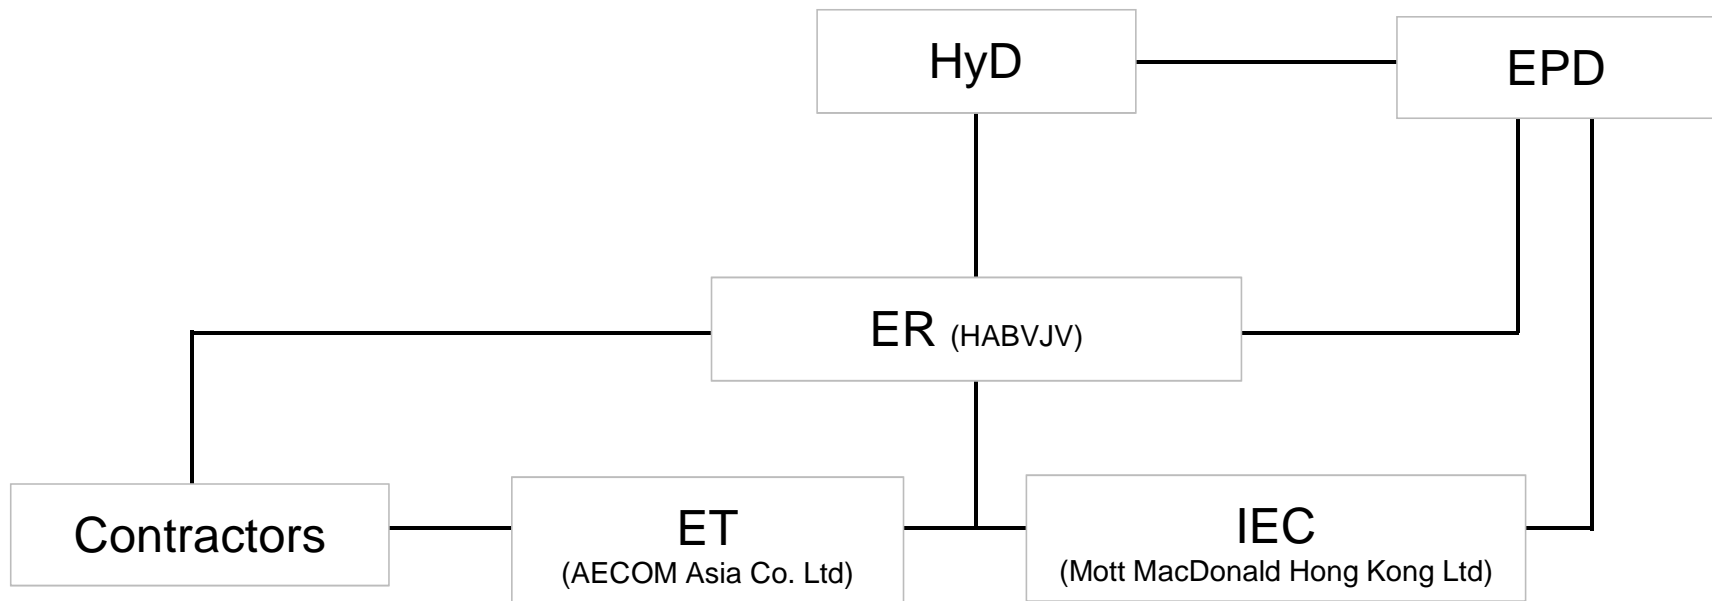 HyD
EPD
ER (HABVJV)
Contractors
ET
(AECOM Asia Co. Ltd)
IEC
(Mott MacDonald Hong Kong Ltd)